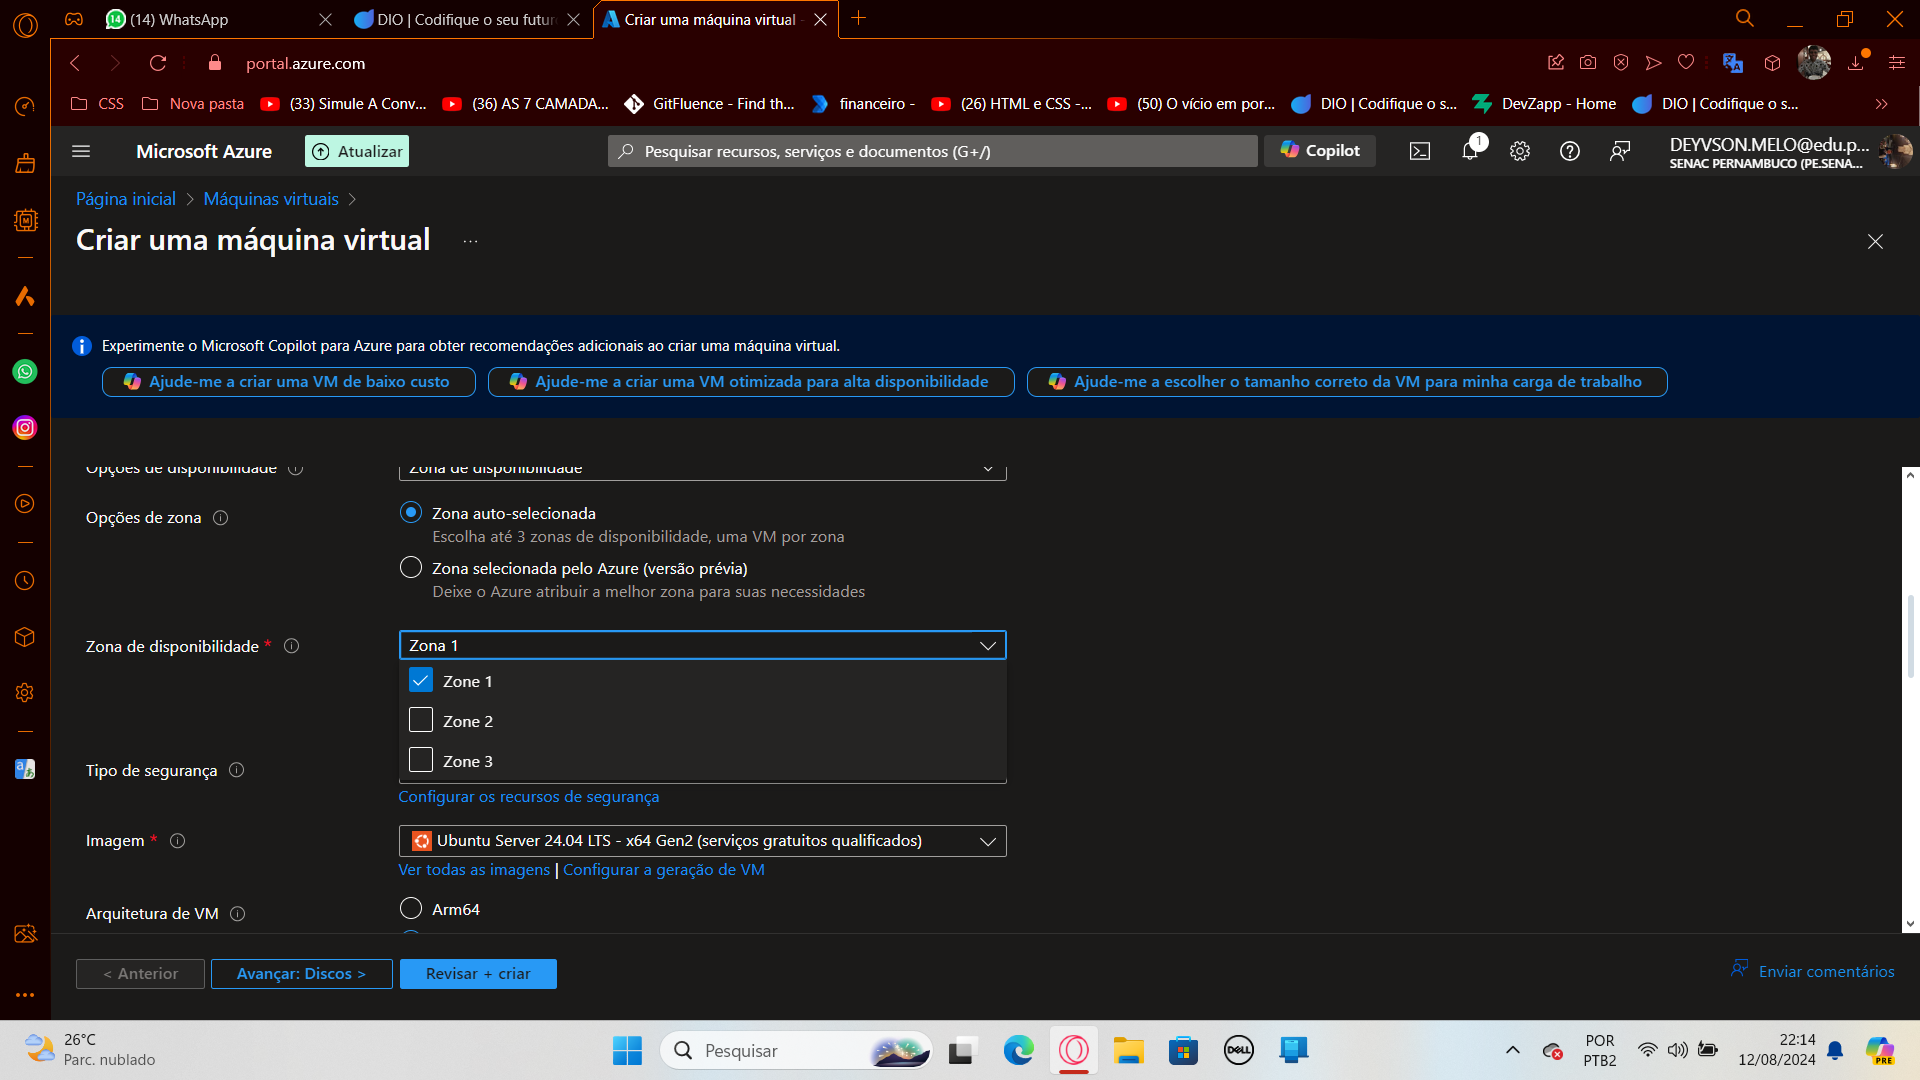 (14) WhatsApp
DIO | Codifique o seu futur
Criar uma máquina virtual -
portal.azure.com
CSS
Nova pasta
(33) Simule A Conv...
(36) AS 7 CAMADA...
GitFluence - Find th...
financeiro -
(26) HTML e CSS -...
(50) O vício em por...
DIO | Codifique o s...
DevZapp - Home
DIO | Codifique o s...
Microsoft Azure
Atualizar
Pesquisar recursos, serviços e documentos (G+/)
Copilot
1
DEYVSON.MELO@edu.p...
SENAC PERNAMBUCO (PE.SENA...
Página inicial > Máquinas virtuais >
Criar uma máquina virtual ...
Experimente o Microsoft Copilot para Azure para obter recomendações adicionais ao criar uma máquina virtual.
Ajude-me a criar uma VM de baixo custo
Ajude-me a criar uma VM otimizada para alta disponibilidade
Ajude-me a escolher o tamanho correto da VM para minha carga de trabalho
Opções de disponibilidade
Zona de disponibilidade
Opções de zona
Zona auto-selecionada
Escolha até 3 zonas de disponibilidade, uma VM por zona
Zona selecionada pelo Azure (versão prévia)
Deixe o Azure atribuir a melhor zona para suas necessidades
Zona de disponibilidade *
Zona 1
Zone 1
Zone 2
Zone 3
Tipo de segurança
Configurar os recursos de segurança
Imagem *
Ubuntu Server 24.04 LTS - x64 Gen2 (serviços gratuitos qualificados)
Ver todas as imagens | Configurar a geração de VM
Arquitetura de VM
Arm64
< Anterior
Avançar: Discos >
Revisar + criar
Enviar comentários
26°C
Parc. nublado
Pesquisar
DELL
POR
PTB2
22:14
12/08/2024
PRE